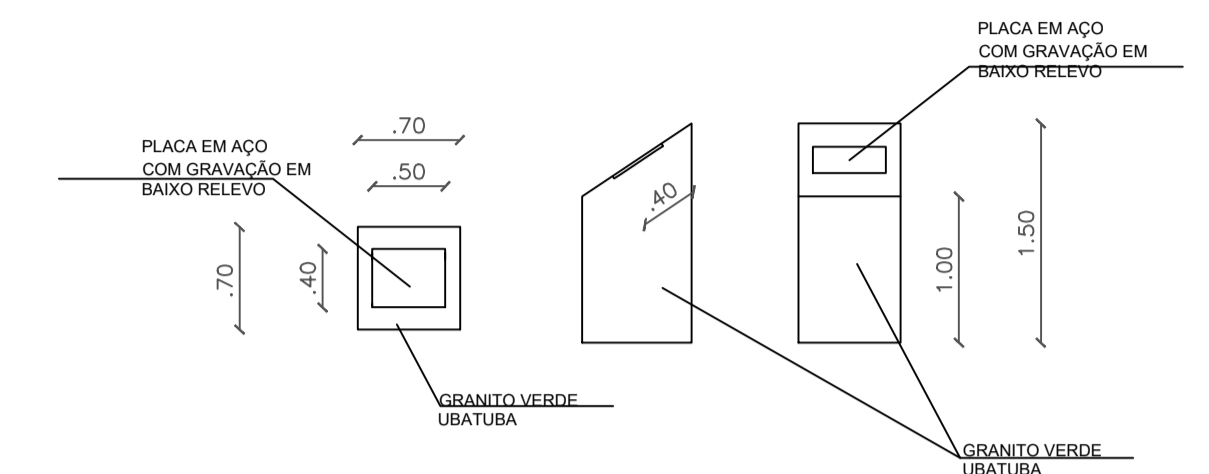 PLACA EM AÇO
COM GRAVAÇÃO EM
BAIXO RELEVO
.70
.50
PLACA EM AÇO
COM GRAVAÇÃO EM
BAIXO RELEVO
.70
.40
.40
1.00
1.50
GRANITO VERDE
UBATUBA
GRANITO VERDE
UBATUBA